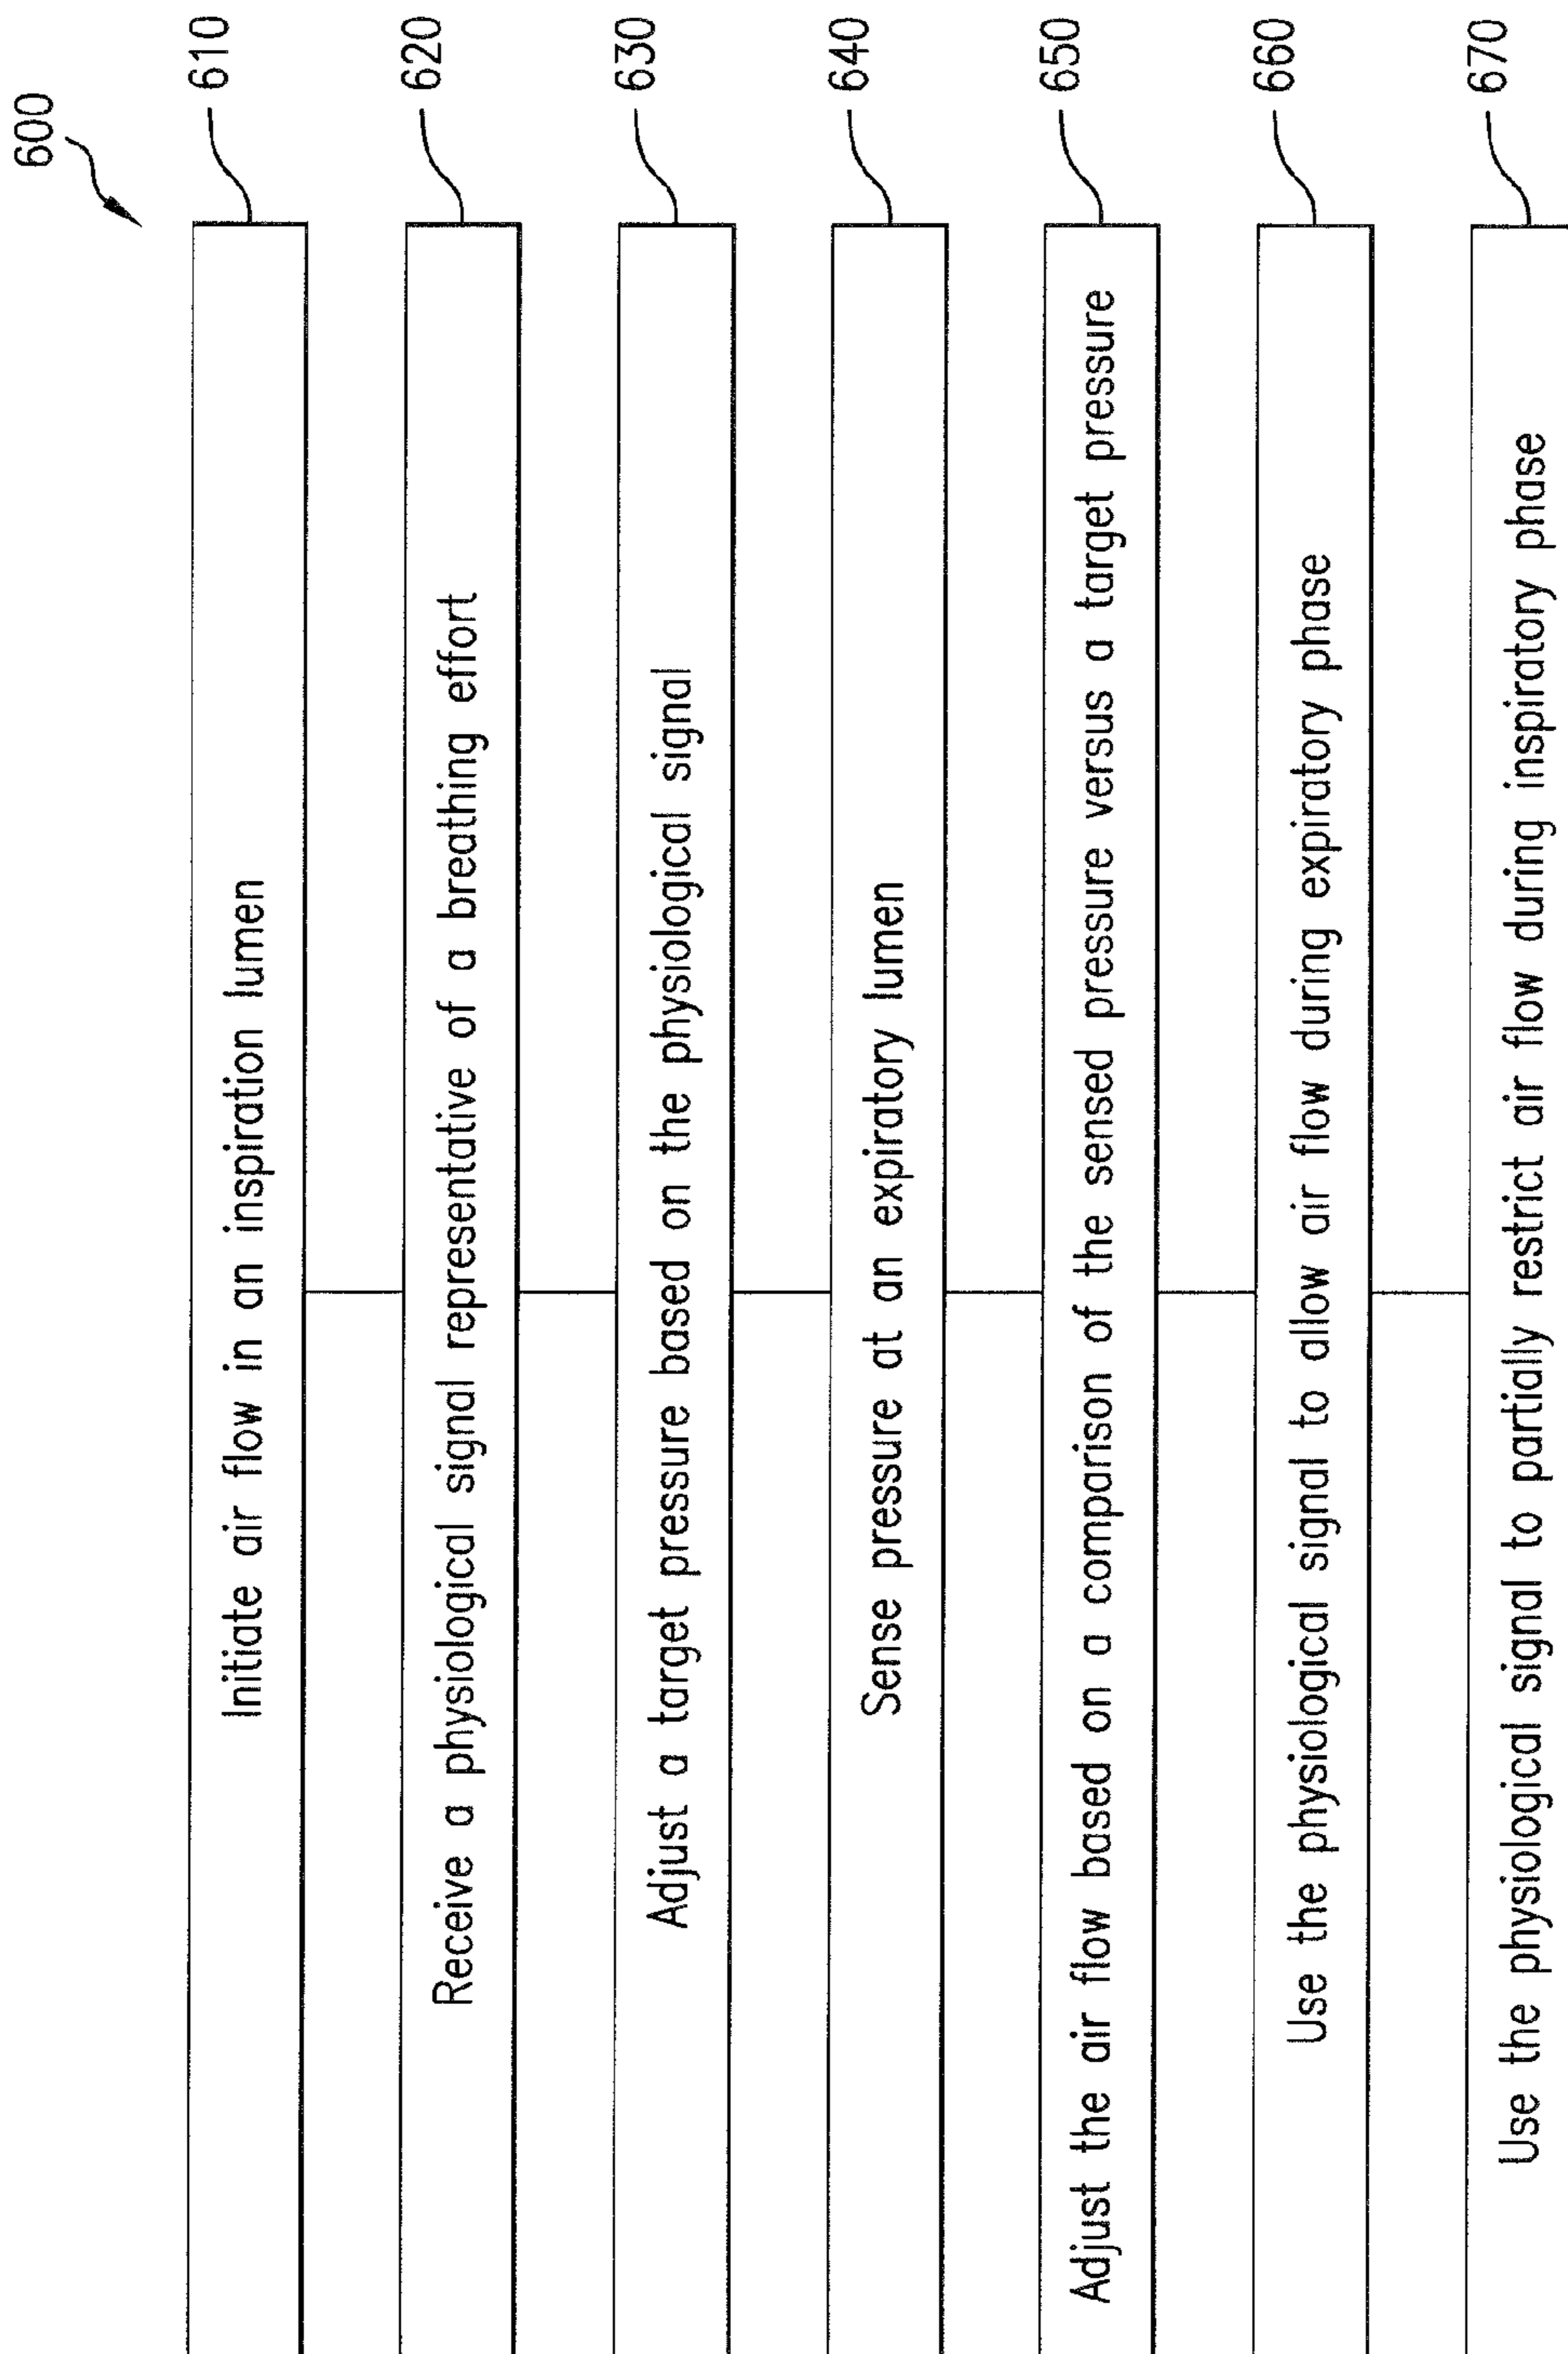 600
Initiate air flow in an inspiration lumen
610
Receive a physiological signal representative of a breathing effort
620
Adjust a target pressure based on the physiological signal
630
Sense pressure at an expiratory lumen
640
Adjust the air flow based on a comparison of the sensed pressure versus a target pressure
650
Use the physiological signal to allow air flow during expiratory phase
660
Use the physiological signal to partially restrict air flow during inspiratory phase
670